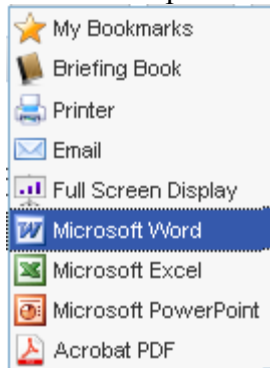 My Bookmarks
Briefing Book
Printer
Email
Full Screen Display
Microsoft Word
Microsoft Excel
Microsoft PowerPoint
Acrobat PDF